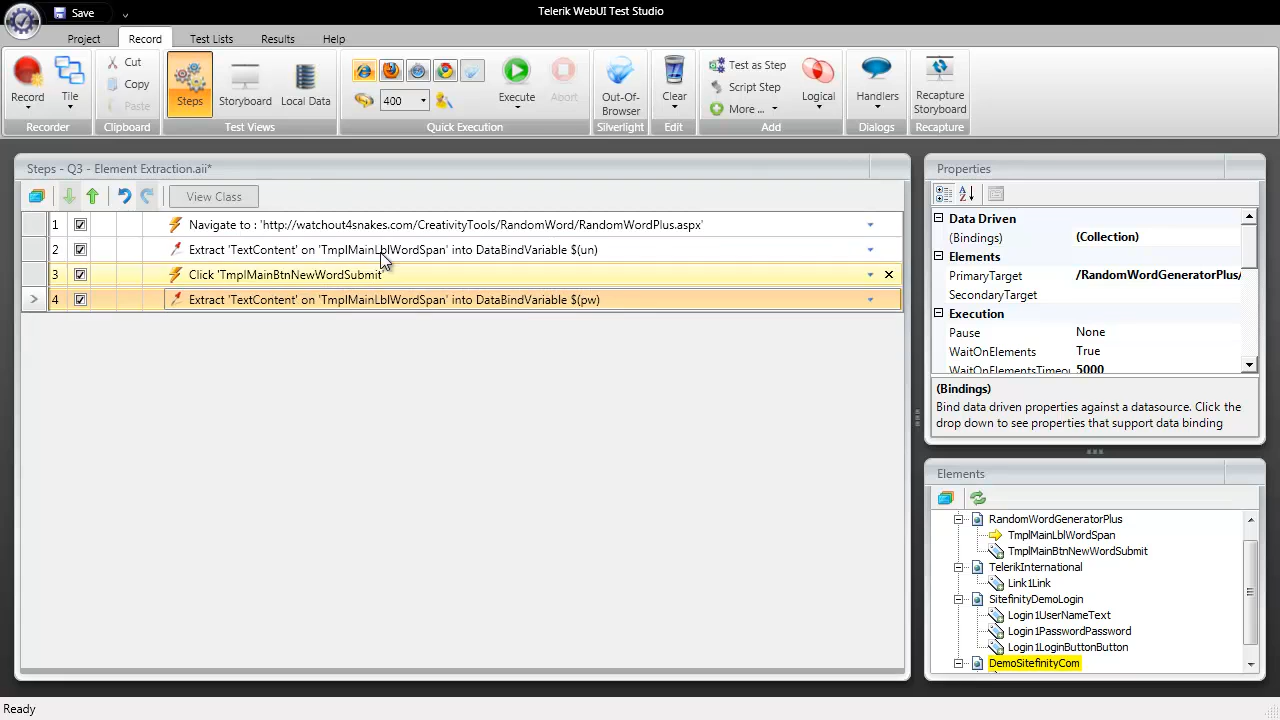 Save
Telerik WebUI Test Studio
Project Record Test Lists Results Help
Record Tile Cut Copy Paste Steps Storyboard Local Data 400 Execute Abort Out-Of-Browser Clear Test as Step Script Step More ... Logical Handlers Recapture Storyboard
Recorder Clipboard Test Views Quick Execution Silverlight Edit Add Dialogs Recapture
Steps - Q3 - Element Extraction.aii*
View Class
1 Navigate to : 'http://watchout4snakes.com/CreativityTools/RandomWord/RandomWordPlus.aspx'
2 Extract 'TextContent' on 'TmplMainLblWordSpan' into DataBindVariable $(un)
3 Click 'TmplMainBtnNewWordSubmit'
4 Extract 'TextContent' on 'TmplMainLblWordSpan' into DataBindVariable $(pw)
Properties
Data Driven
(Bindings) (Collection)
Elements
PrimaryTarget /RandomWordGeneratorPlus/
SecondaryTarget
Execution
Pause None
WaitOnElements True
WaitOnElementsTimeou 5000
(Bindings)
Bind data driven properties against a datasource. Click the
drop down to see properties that support data binding
Elements
RandomWordGeneratorPlus
TmplMainLblWordSpan
TmplMainBtnNewWordSubmit
TelerikInternational
Link1Link
SitefinityDemoLogin
Login1UserNameText
Login1PasswordPassword
Login1LoginButtonButton
DemoSitefinityCom
Ready